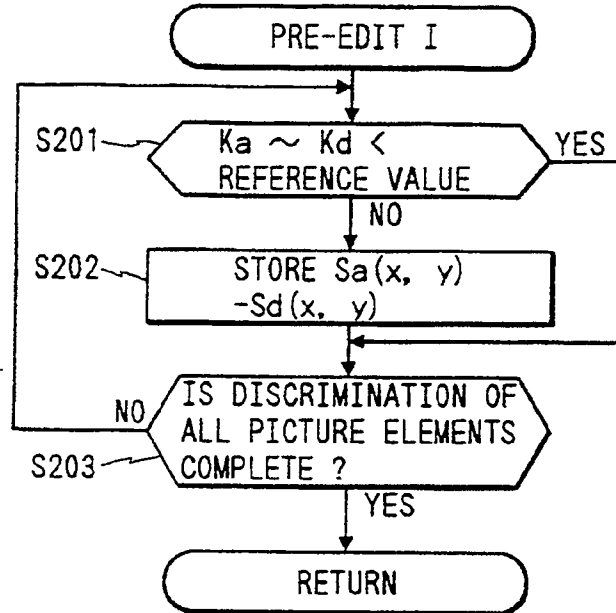 PRE-EDIT I
S201
Ka ~ Kd <
REFERENCE VALUE
YES
NO
S202
STORE Sa(x, y)
-Sd(x, y)
NO
IS DISCRIMINATION OF
ALL PICTURE ELEMENTS
COMPLETE ?
S203
YES
RETURN